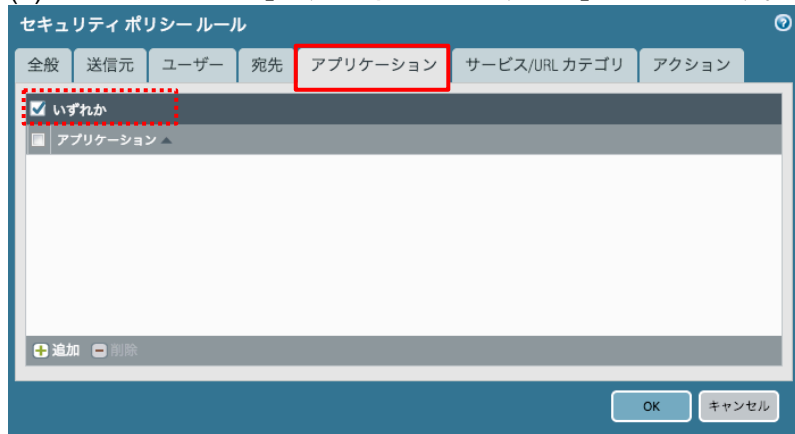 セキュリティ ポリシー ルール
全般 送信元 ユーザー 宛先 アプリケーション サービス/URL カテゴリ アクション
いずれか
アプリケーション
追加 削除
OK キャンセル